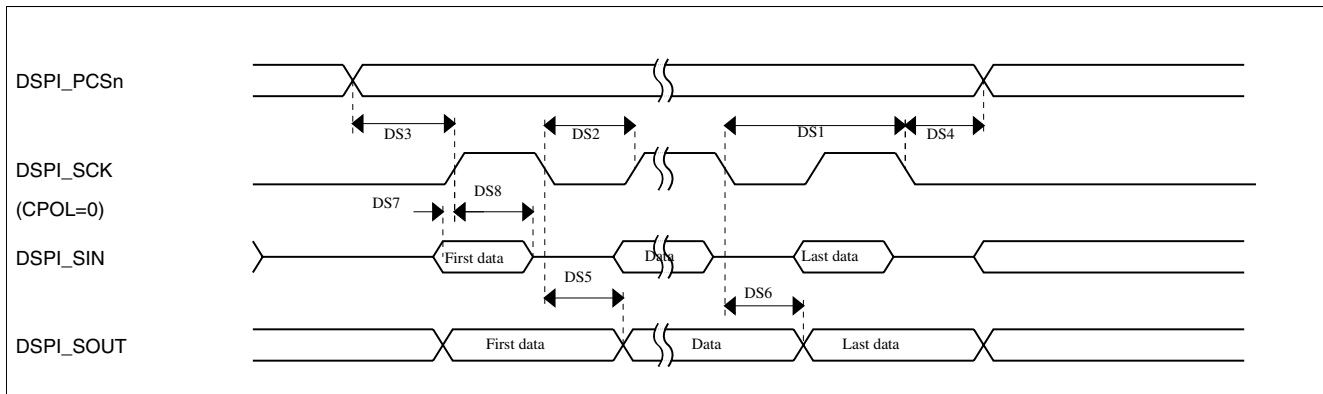 DSPI_PCSn
DS3
DS2
DS1
DS4
DSPI_SCK
(CPOL=0)
DS7
DS8
DSPI_SIN
First data
Data
Last data
DS5
DS6
DSPI_SOUT
First data
Data
Last data